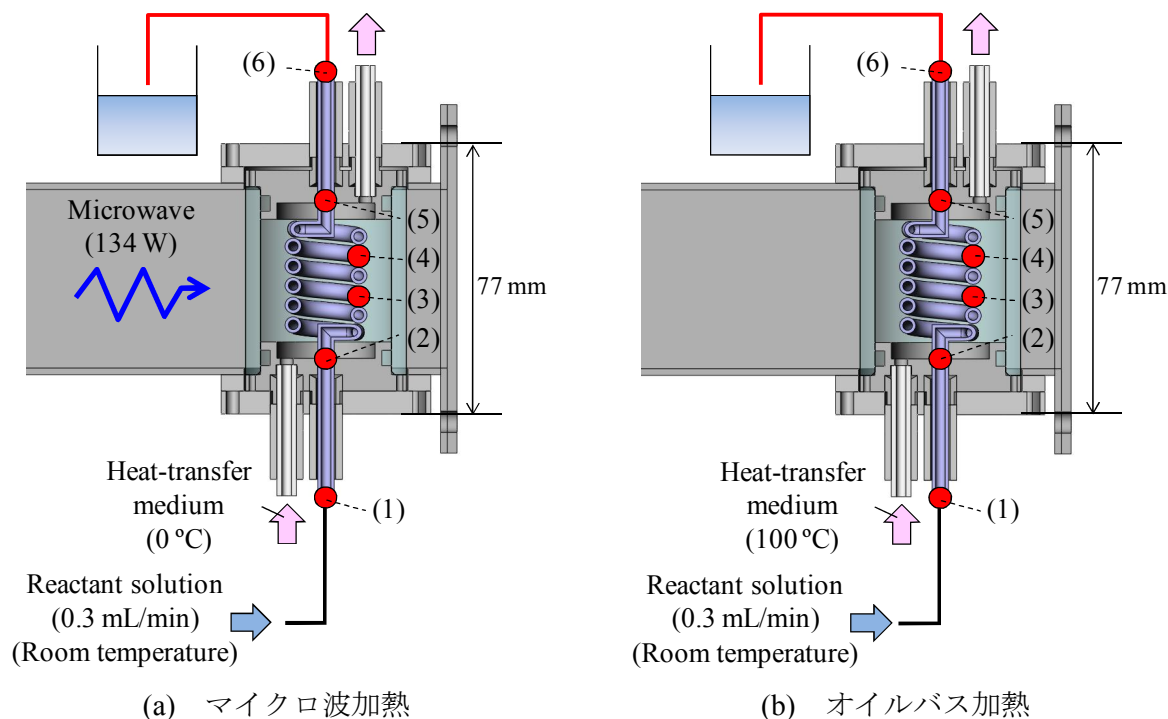 (6)
Microwave
(134 W)
(5)
(4)
(3)
(2)
77 mm
Heat-transfer
medium
(0 ºC)
(1)
Reactant solution
(0.3 mL/min)
(Room temperature)
(a) マイクロ波加熱
(6)
(5)
(4)
(3)
(2)
77 mm
Heat-transfer
medium
(100 ºC)
(1)
Reactant solution
(0.3 mL/min)
(Room temperature)
(b) オイルバス加熱